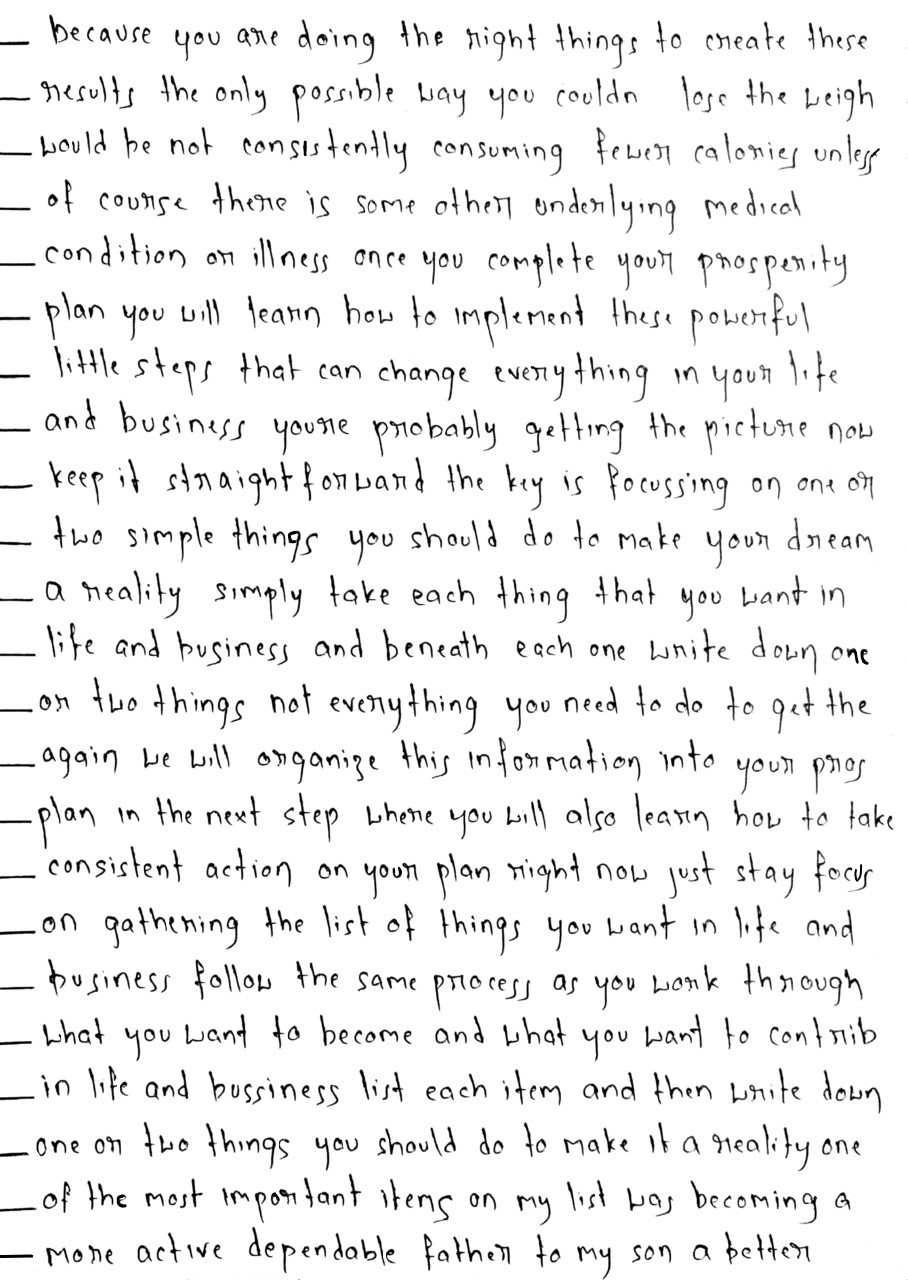 because you are doing the right things to create these
results the only possible way you couldn lose the weigh
would be not consistently consuming fewer calories unless
of course there is some other underlying medical
condition or illness once you complete your prosperity
plan you will learn how to implement these powerful
little steps that can change everything in your life
and business youre probably getting the picture now
keep it straight forward the key is focussing on one or
two simple things you should do to make your dream
a reality simply take each thing that you want in
life and business and beneath each one write down one
or two things not everything you need to do to get the
again we will organize this information into your pros
plan in the next step where you will also learn how to take
consistent action on your plan right now just stay focus
on gathering the list of things you want in life and
business follow the same process as you work through
what you want to become and what you want to contrib
in life and bussiness list each item and then write down
one or two things you should do to make it a reality one
of the most important items on my list was becoming a
more active dependable father to my son a better